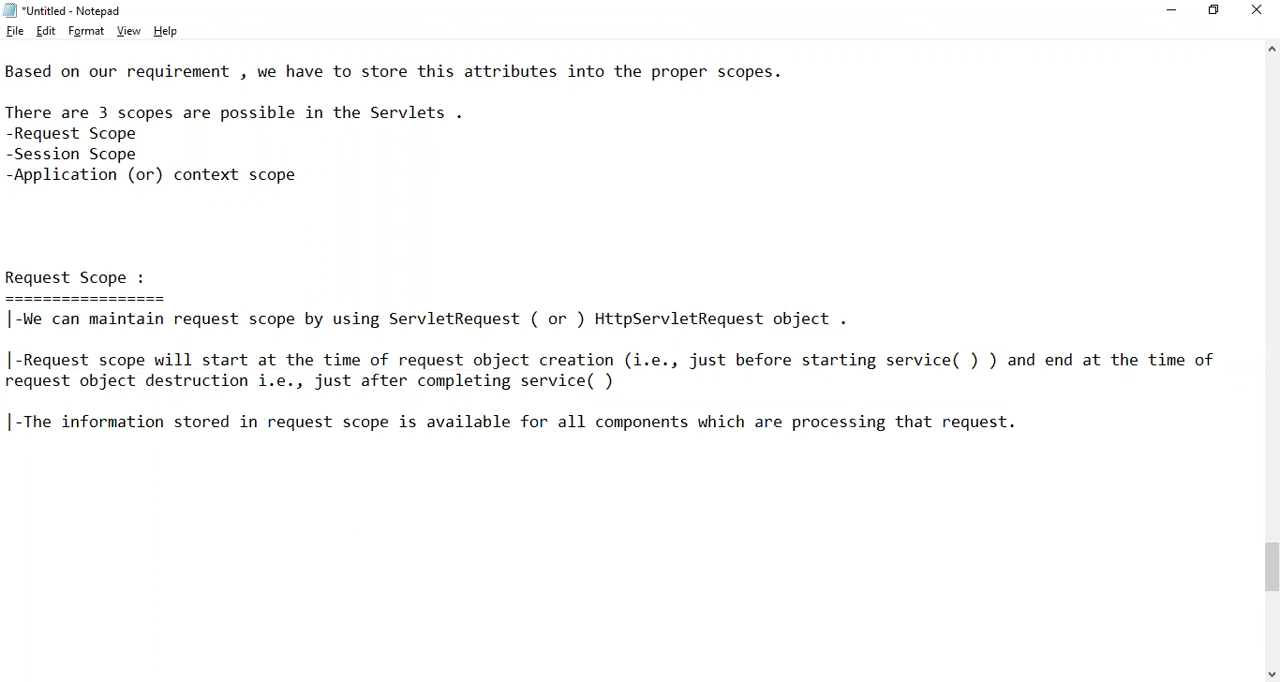 *Untitled - Notepad
File Edit Format View Help
Based on our requirement , we have to store this attributes into the proper scopes.
There are 3 scopes are possible in the Servlets .
-Request Scope
-Session Scope
-Application (or) context scope
Request Scope :
=================
|-We can maintain request scope by using ServletRequest ( or ) HttpServletRequest object .
|-Request scope will start at the time of request object creation (i.e., just before starting service( ) ) and end at the time of
request object destruction i.e., just after completing service( )
|-The information stored in request scope is available for all components which are processing that request.